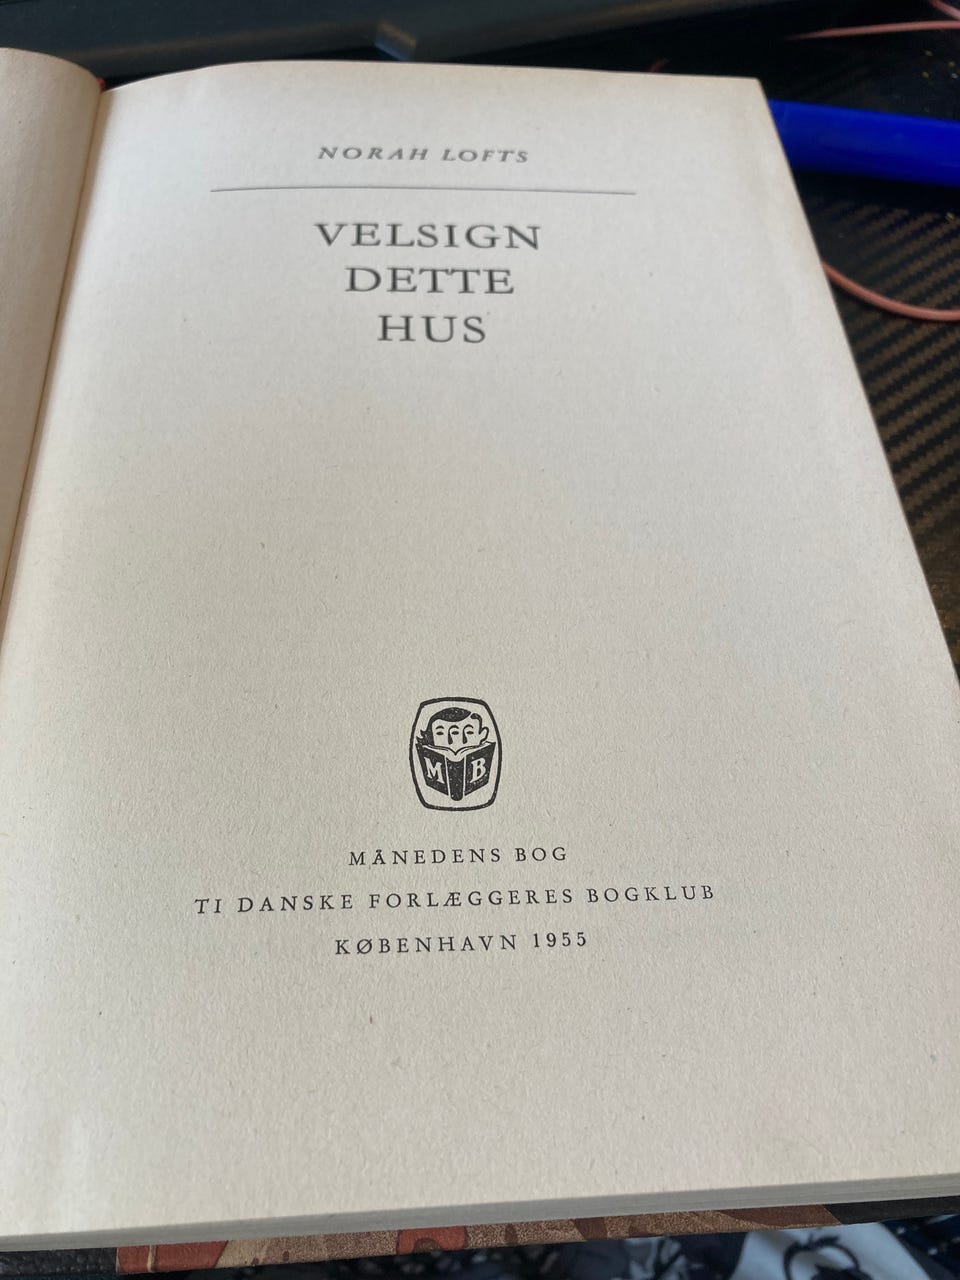 NORAH LOFTS
VELSIGN
DETTE
HUS
M B
MÅNEDENS BOG
TI DANSKE FORLÆGGERES BOGKLUB
KØBENHAVN 1955